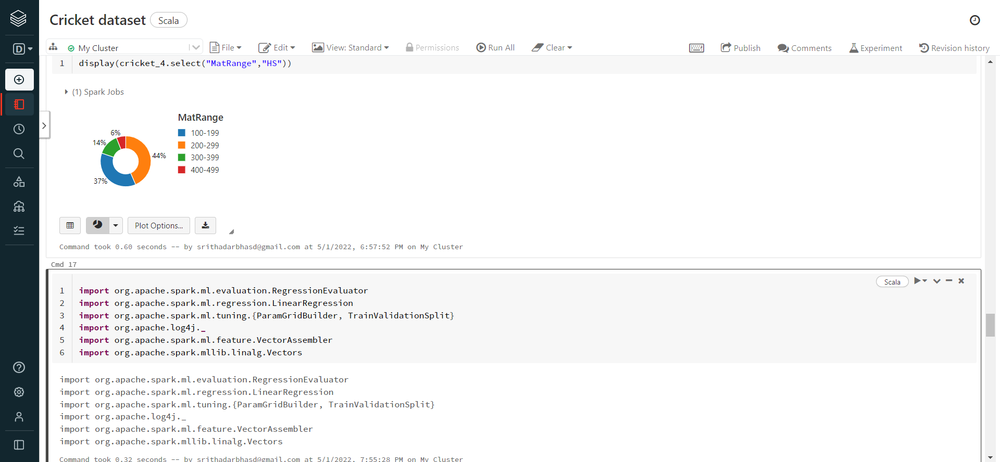 Cricket dataset Scala
D
My Cluster File Edit View: Standard Permissions Run All Clear Publish Comments Experiment Revision history
1 display(cricket_4.select("MatRange","HS"))
(1) Spark Jobs
MatRange
100-199
200-299
300-399
400-499
6%
14%
44%
37%
Plot Options...
Command took 0.60 seconds -- by srithadarbhasd@gmail.com at 5/1/2022, 6:57:52 PM on My Cluster
Cmd 17
Scala
1 import org.apache.spark.ml.evaluation.RegressionEvaluator
2 import org.apache.spark.ml.regression.LinearRegression
3 import org.apache.spark.ml.tuning.{ParamGridBuilder, TrainValidationSplit}
4 import org.apache.log4j._
5 import org.apache.spark.ml.feature.VectorAssembler
6 import org.apache.spark.mllib.linalg.Vectors
import org.apache.spark.ml.evaluation.RegressionEvaluator
import org.apache.spark.ml.regression.LinearRegression
import org.apache.spark.ml.tuning.{ParamGridBuilder, TrainValidationSplit}
import org.apache.log4j._
import org.apache.spark.ml.feature.VectorAssembler
import org.apache.spark.mllib.linalg.Vectors
Command took 0.32 seconds -- by srithadarbhasd@gmail.com at 5/1/2022, 7:55:28 PM on My Cluster